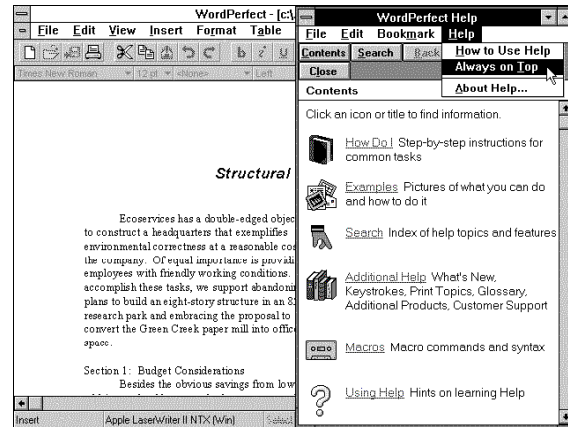 WordPerfect - [c:\
File Edit View Insert Format Table
Times New Roman 12 pt <None> Left
Structural
Ecoservices has a double-edged objec
to construct a headquarters that exemplifies
environmental correctness at a reasonable cos
the company. Of equal importance is providi
employees with friendly working conditions.
accomplish these tasks, we support abandoni
plans to build an eight-story structure in an 8
research park and embracing the proposal to
convert the Green Creek paper mill into offic
space.
Section 1: Budget Considerations
Besides the obvious savings from low
Insert Apple LaserWriter II NTX (Win) Select
WordPerfect Help
File Edit Bookmark Help
Contents Search Back
Close
How to Use Help
Always on Top
About Help...
Contents
Click an icon or title to find information.
How Do I Step-by-step instructions for
common tasks
Examples Pictures of what you can do
and how to do it
Search Index of help topics and features
Additional Help What's New,
Keystrokes, Print Topics, Glossary,
Additional Products, Customer Support
Macros Macro commands and syntax
Using Help Hints on learning Help